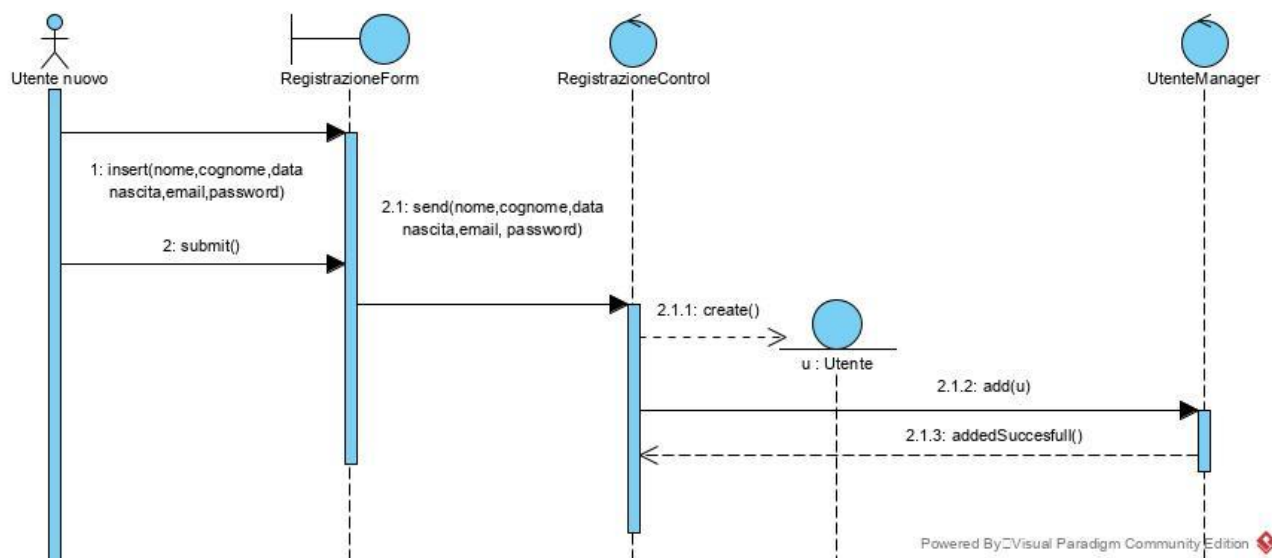 Utente nuovo
RegistrazioneForm
RegistrazioneControl
UtenteManager
1: insert(nome,cognome,data
nascita,email,password)
2.1: send(nome,cognome,data
nascita,email, password)
2: submit()
2.1.1: create()
u : Utente
2.1.2: add(u)
2.1.3: addedSuccesfull()
Powered By Visual Paradigm Community Edition